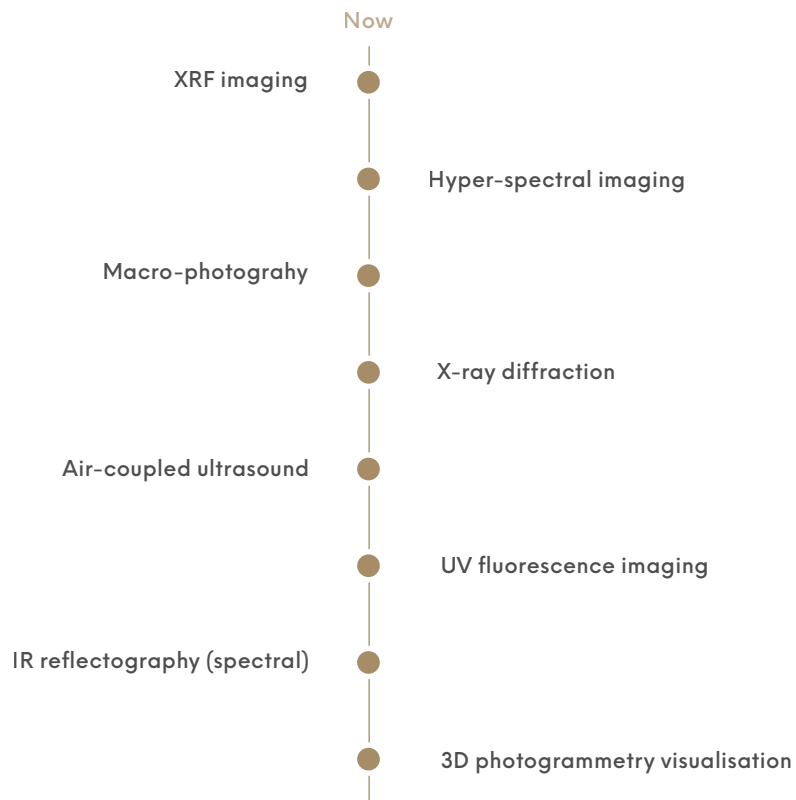 Now
XRF imaging
Hyper-spectral imaging
Macro-photograhy
X-ray diffraction
Air-coupled ultrasound
UV fluorescence imaging
IR reflectography (spectral)
3D photogrammetry visualisation